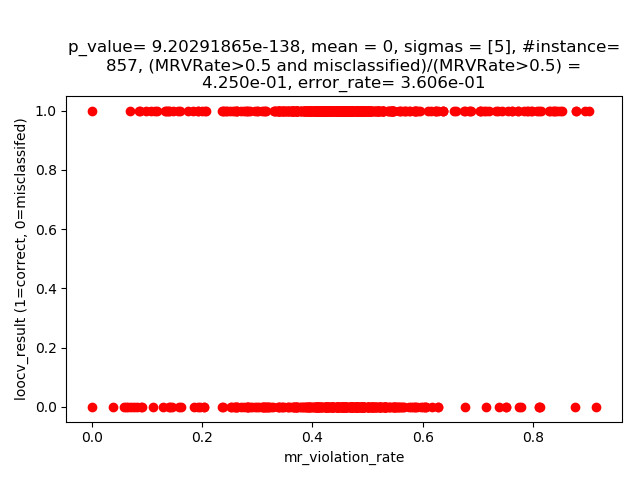 p_value= 9.20291865e-138, mean = 0, sigmas = [5], #instance=
857, (MRVRate>0.5 and misclassified)/(MRVRate>0.5) =
4.250e-01, error_rate= 3.606e-01
1.0
0.8
0.6
0.4
0.2
0.0
loocv_result (1=correct, 0=misclassifed)
0.0 0.2 0.4 0.6 0.8
mr_violation_rate